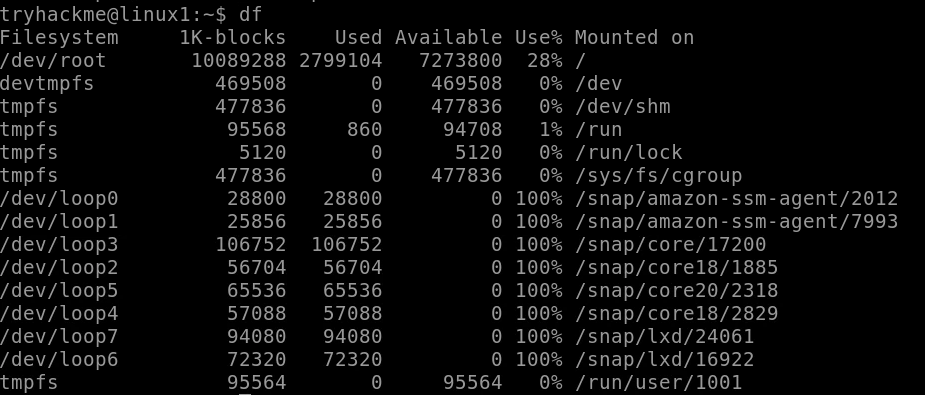 tryhackme@linux1:~$ df
Filesystem     1K-blocks    Used Available Use% Mounted on
/dev/root       10089288 2799104   7273800  28% /
devtmpfs          469508       0    469508   0% /dev
tmpfs             477836       0    477836   0% /dev/shm
tmpfs              95568     860     94708   1% /run
tmpfs               5120       0      5120   0% /run/lock
tmpfs             477836       0    477836   0% /sys/fs/cgroup
/dev/loop0         28800   28800         0 100% /snap/amazon-ssm-agent/2012
/dev/loop1         25856   25856         0 100% /snap/amazon-ssm-agent/7993
/dev/loop3        106752  106752         0 100% /snap/core/17200
/dev/loop2         56704   56704         0 100% /snap/core18/1885
/dev/loop5         65536   65536         0 100% /snap/core20/2318
/dev/loop4         57088   57088         0 100% /snap/core18/2829
/dev/loop7         94080   94080         0 100% /snap/lxd/24061
/dev/loop6         72320   72320         0 100% /snap/lxd/16922
tmpfs              95564       0     95564   0% /run/user/1001